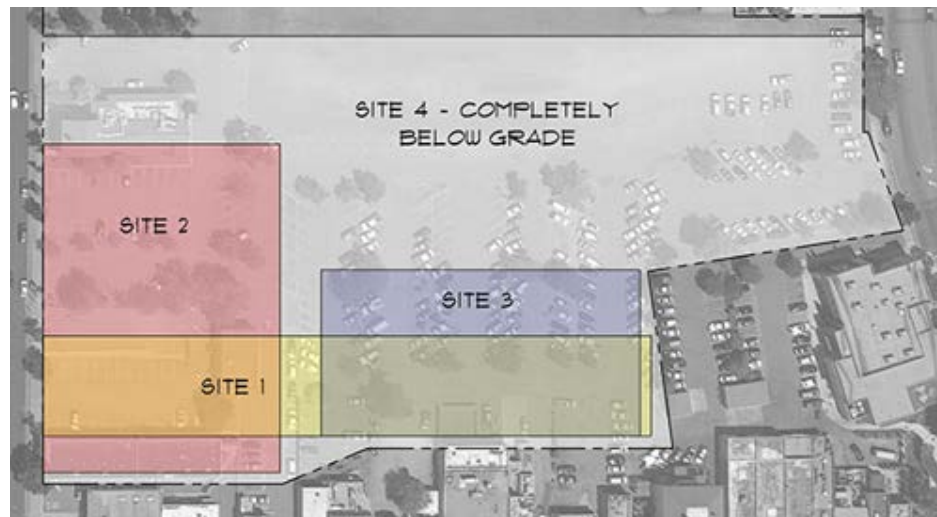 SITE 4 - COMPLETELY
BELOW GRADE
SITE 2
SITE 3
SITE 1